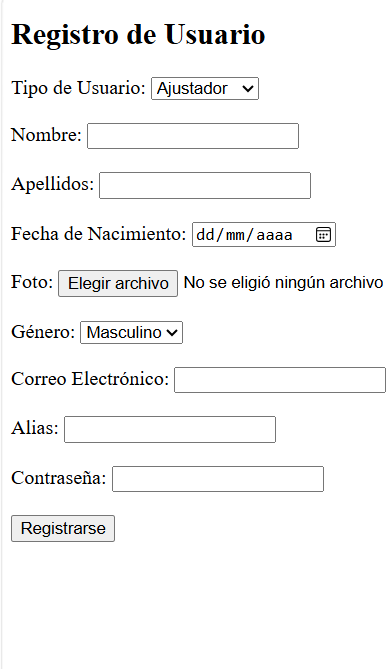 Registro de Usuario
Tipo de Usuario: Ajustador
Nombre:
Apellidos:
Fecha de Nacimiento: dd/mm/aaaa
Foto: Elegir archivo No se eligió ningún archivo
Género: Masculino
Correo Electrónico:
Alias:
Contraseña:
Registrarse